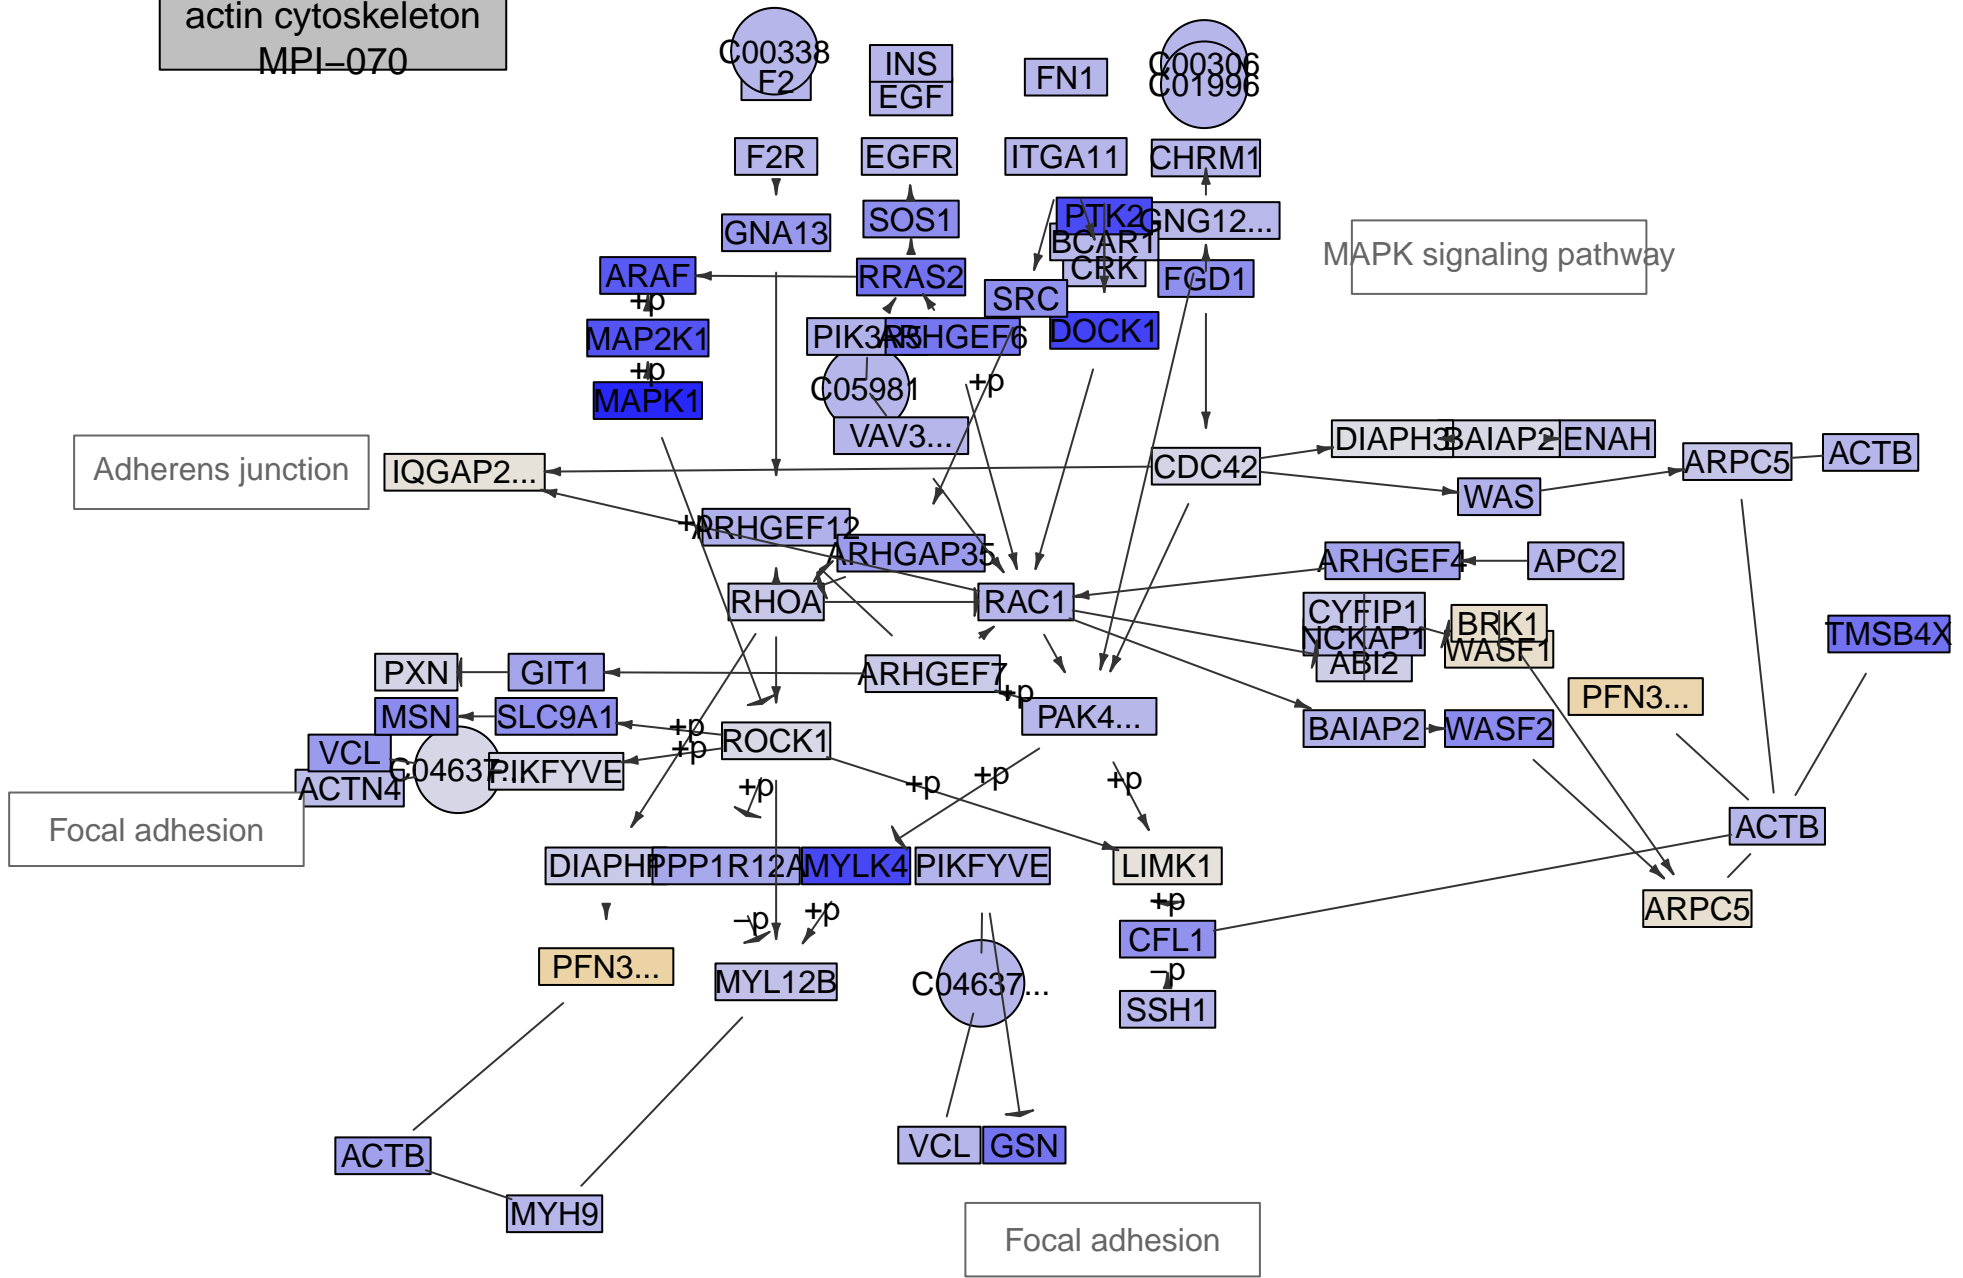 actin cytoskeleton
MPI−070
C00338
F2
INS
EGF
FN1
C00306
C01996
F2R
EGFR
ITGA11
CHRM1
GNA13
SOS1
PTK2
GNG12...
BCAR1
CRK
MAPK signaling pathway
ARAF
RRAS2
SRC
FGD1
+p
MAP2K1
PIK3R5
ARHGEF6
DOCK1
+p
MAPK1
C05981
+p
VAV3...
DIAPH3
BAIAP2
ENAH
ACTB
Adherens junction
IQGAP2...
CDC42
ARPC5
WAS
+p
ARHGEF12
ARHGAP35
ARHGEF4
APC2
RHOA
RAC1
CYFIP1
NCKAP1
ABI2
BRK1
WASF1
TMSB4X
PXN
GIT1
ARHGEF7
+p
PFN3...
MSN
SLC9A1
+p
PAK4...
BAIAP2
WASF2
VCL
ACTN4
C04637...
PIKFYVE
+p
ROCK1
+p
+p
+p
+p
Focal adhesion
ACTB
PPP1R12A
MYLK4
PIKFYVE
LIMK1
−p
+p
+p
ARPC5
CFL1
PFN3...
MYL12B
C04637...
−p
SSH1
ACTB
VCL
GSN
MYH9
Focal adhesion